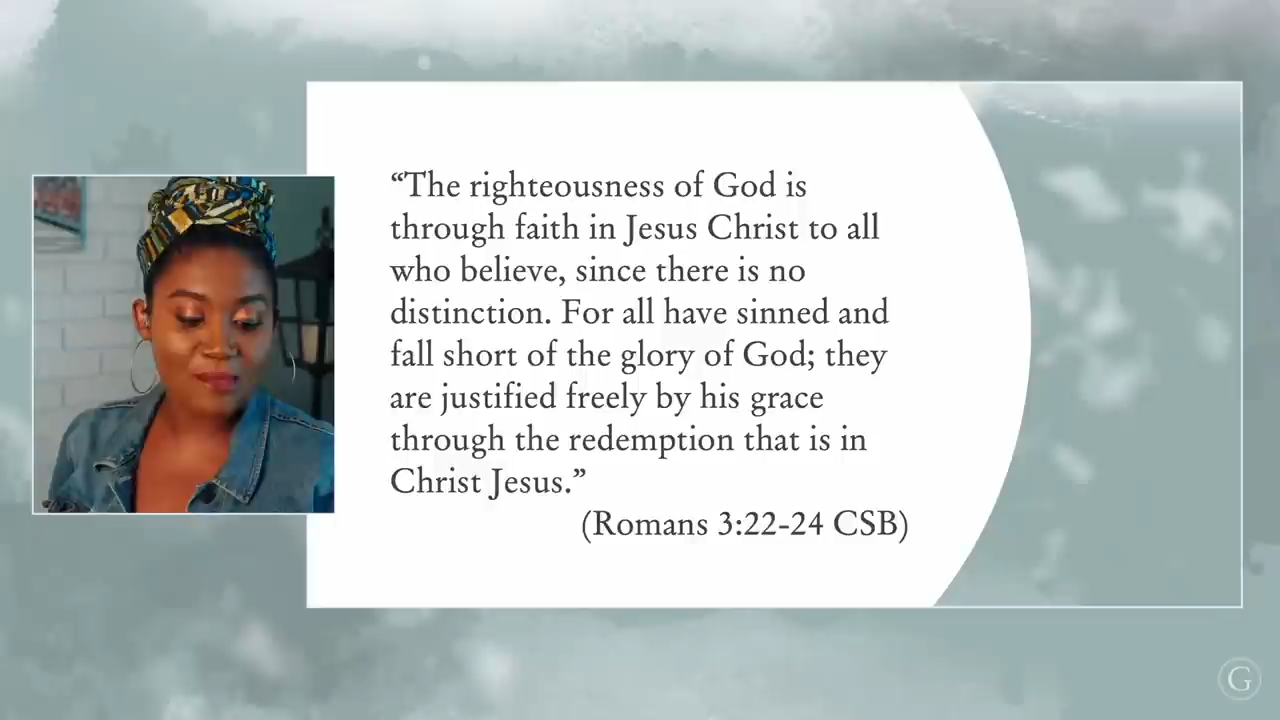 “The righteousness of God is
through faith in Jesus Christ to all
who believe, since there is no
distinction. For all have sinned and
fall short of the glory of God; they
are justified freely by his grace
through the redemption that is in
Christ Jesus.”
(Romans 3:22-24 CSB)
G